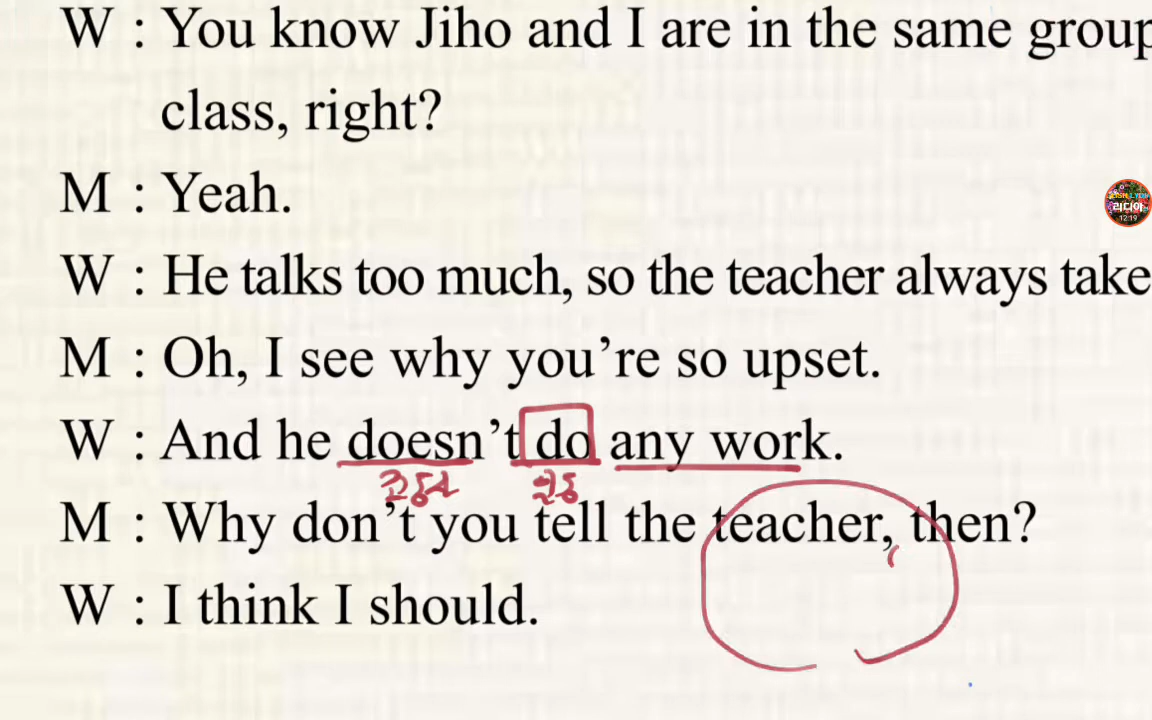 W : You know Jiho and I are in the same group
class, right?
M : Yeah.
W : He talks too much, so the teacher always take
M : Oh, I see why you're so upset.
W : And he doesn't do any work.
M : Why don't you tell the teacher, then?
W : I think I should.
12:19